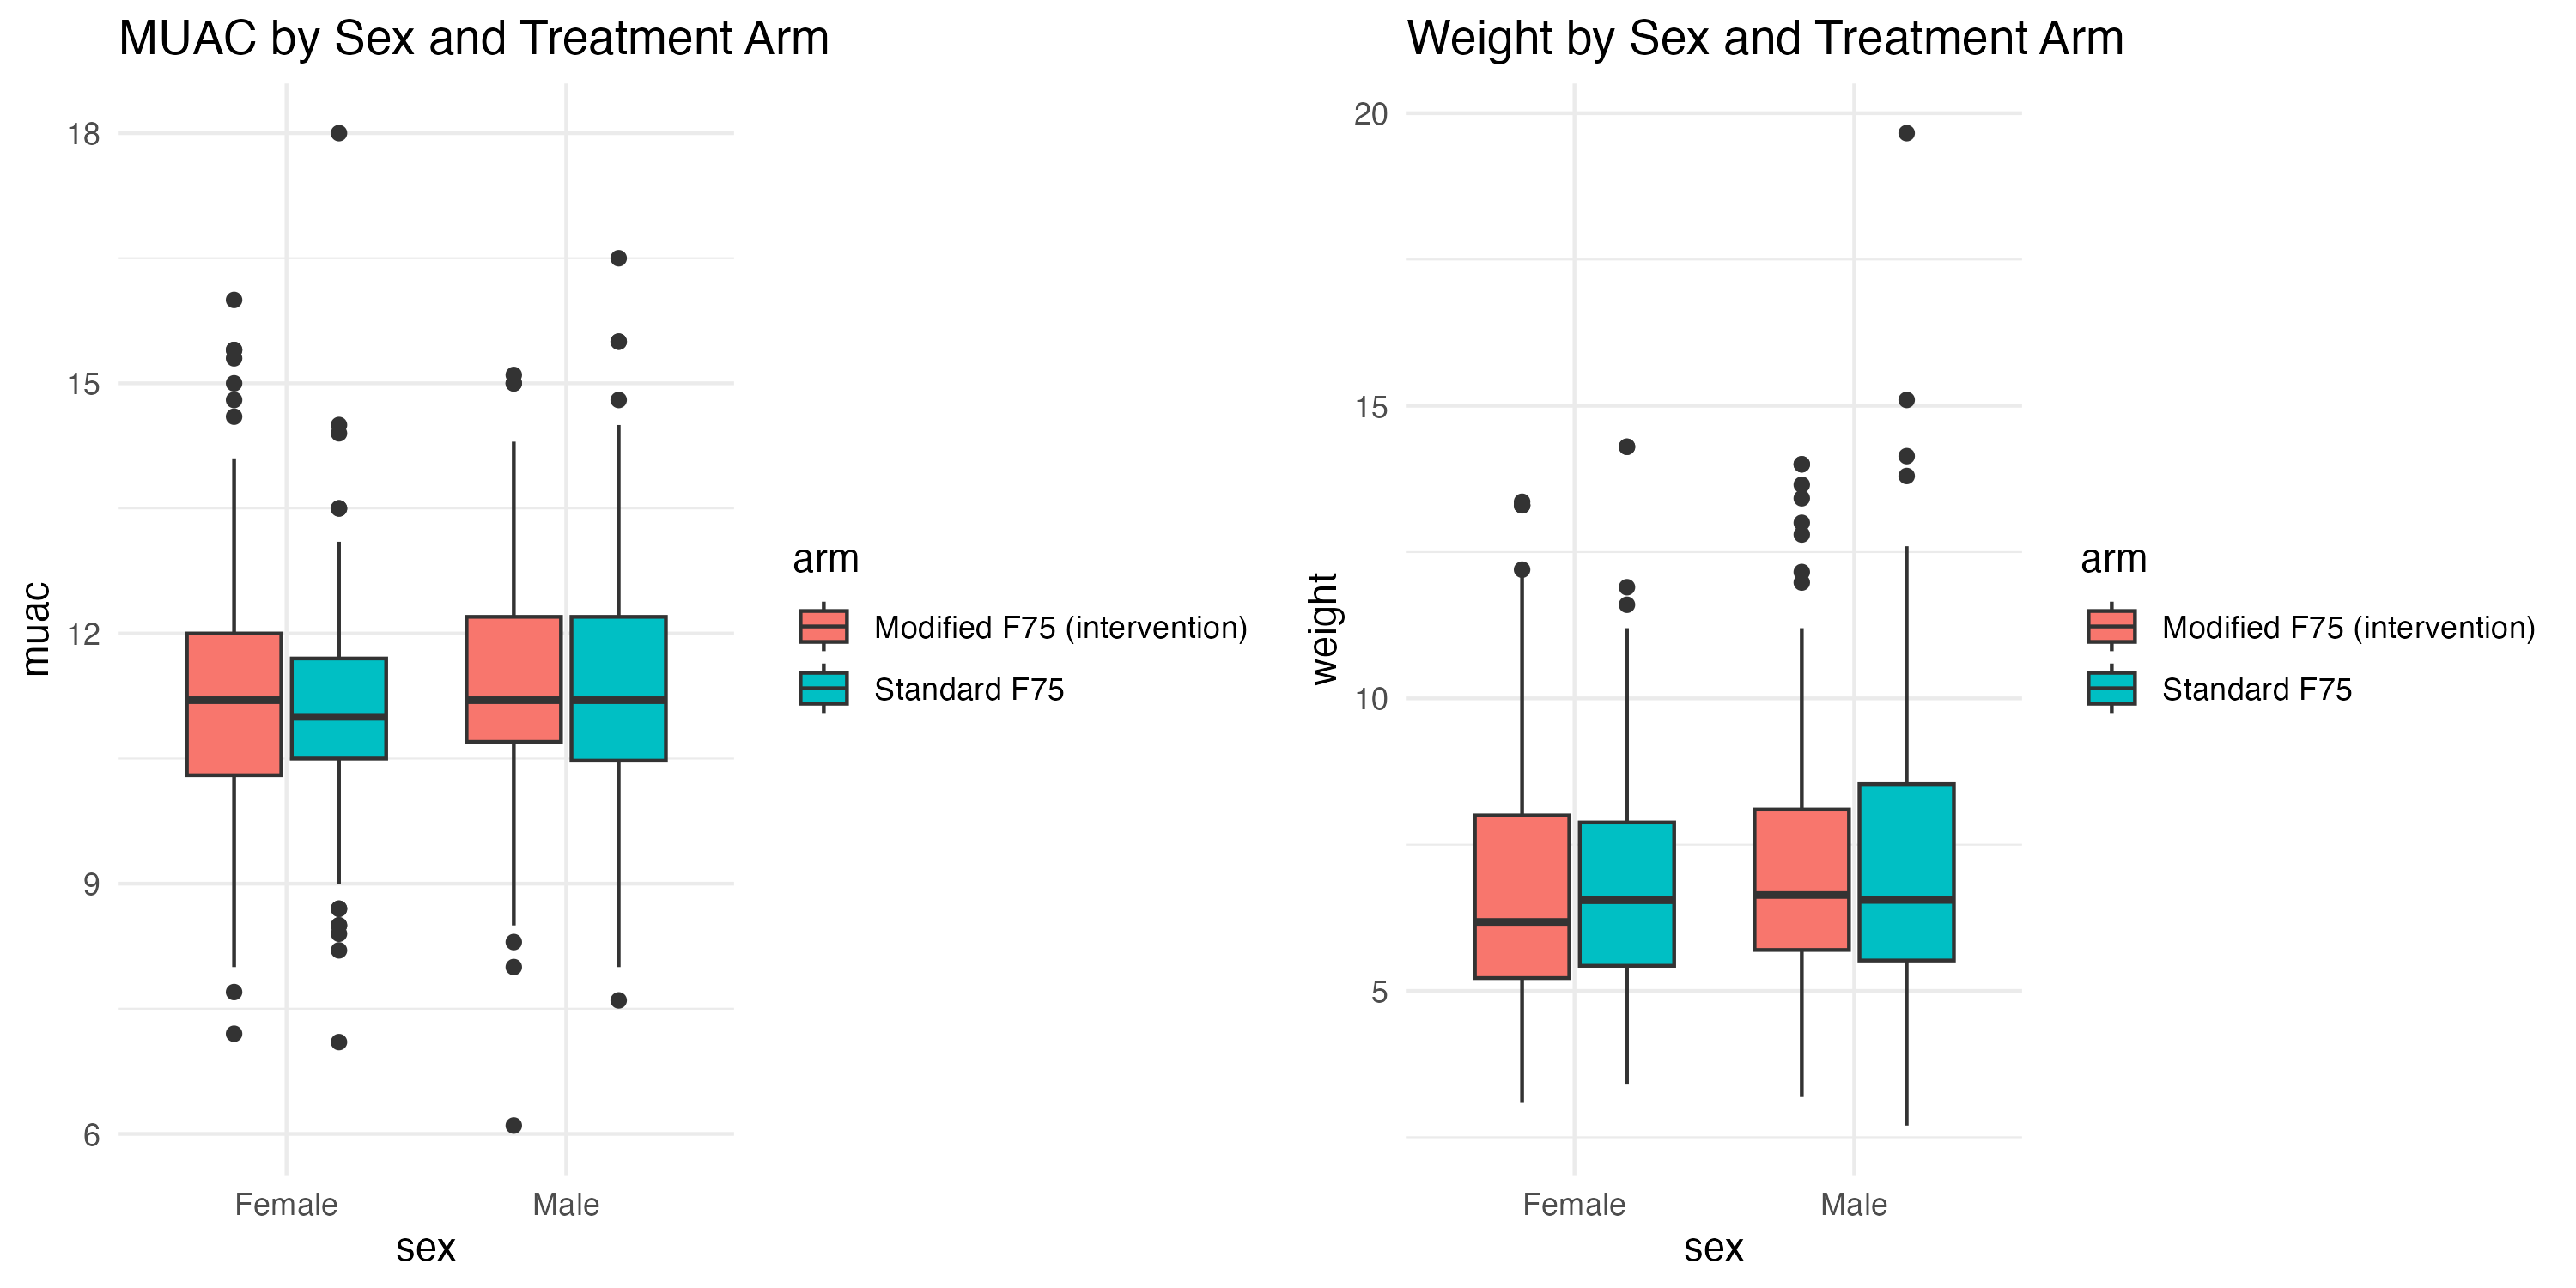 MUAC by Sex and Treatment Arm
18
15
12
9
6
muac
Female
Male
sex
arm
Modified F75 (intervention)
Standard F75
Weight by Sex and Treatment Arm
20
15
10
5
weight
Female
Male
sex
arm
Modified F75 (intervention)
Standard F75